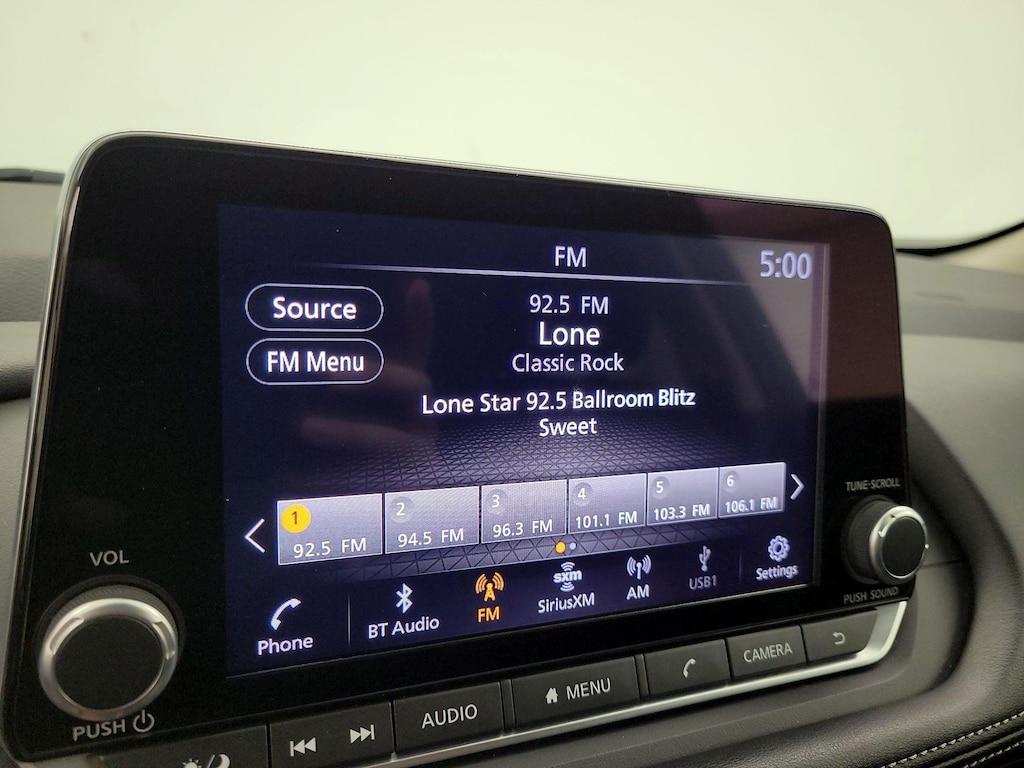 FM
5:00
Source
FM Menu
92.5 FM
Lone
Classic Rock
Lone Star 92.5 Ballroom Blitz
Sweet
1
92.5 FM
2
94.5 FM
3
96.3 FM
4
101.1 FM
5
103.3 FM
6
106.1 FM
Phone
BT Audio
FM
sxm
SiriusXM
AM
USB1
Settings
VOL
PUSH
TUNE·SCROLL
PUSH SOUND
AUDIO
MENU
CAMERA